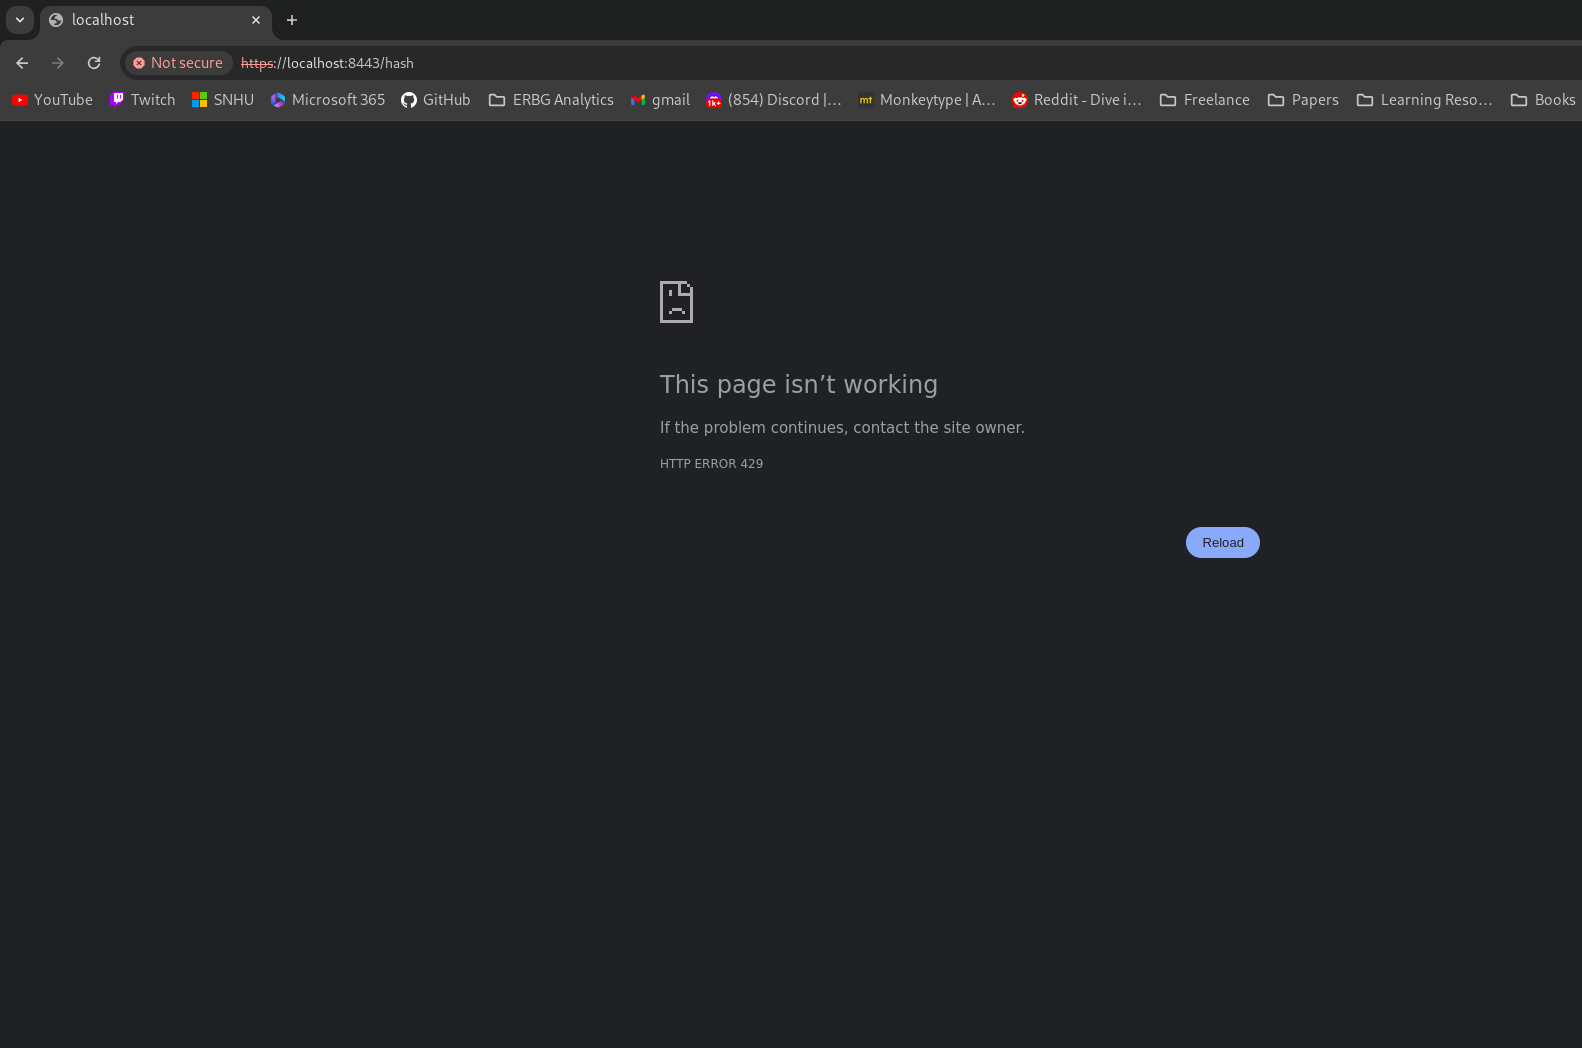 localhost
Not secure https://localhost:8443/hash
YouTube Twitch SNHU Microsoft 365 GitHub ERBG Analytics gmail 1k+ (854) Discord |... mt Monkeytype | A... Reddit - Dive i... Freelance Papers Learning Reso... Books
This page isn’t working
If the problem continues, contact the site owner.
HTTP ERROR 429
Reload